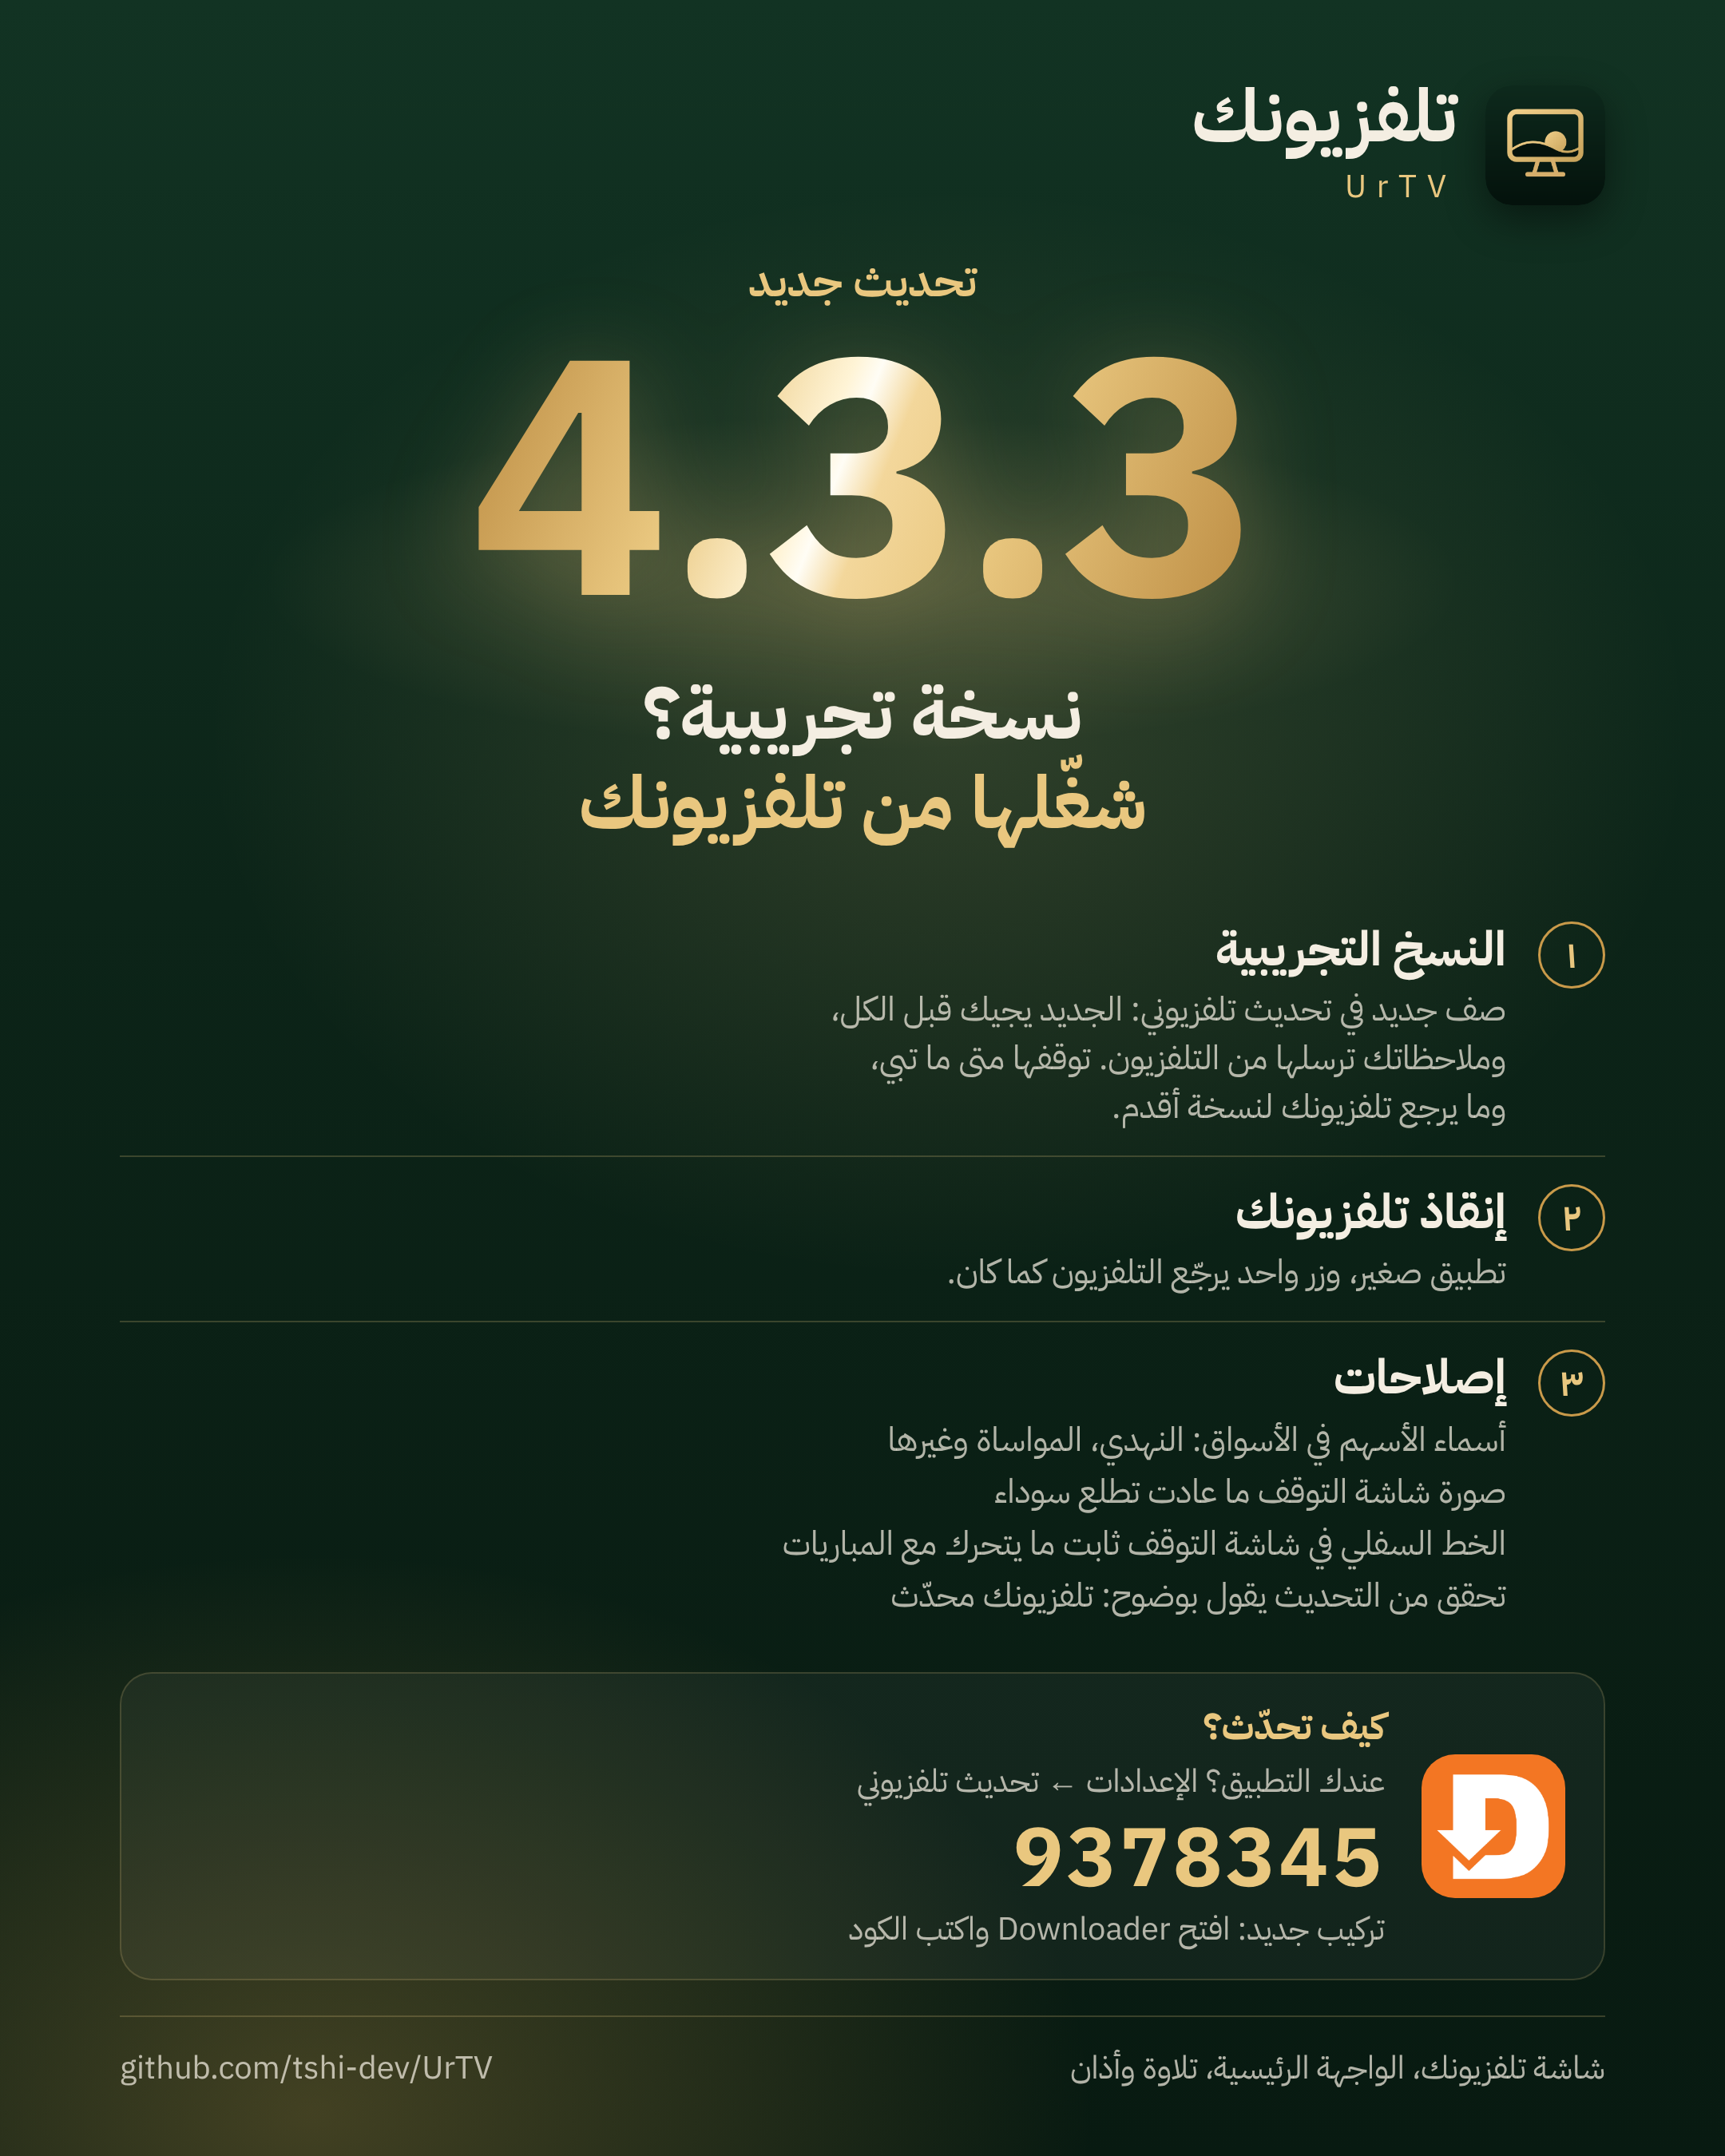 تلفزيونك
UrTV
تحديث جديد
4.3.3
نسخة تجريبية؟
شغّلها من تلفزيونك
١
النسخ التجريبية
صف جديد في تحديث تلفزيوني: الجديد يجيك قبل الكل،
وملاحظاتك ترسلها من التلفزيون. توقفها متى ما تبي،
وما يرجع تلفزيونك لنسخة أقدم.
٢
إنقاذ تلفزيونك
تطبيق صغير، وزر واحد يرجّع التلفزيون كما كان.
٣
إصلاحات
أسماء الأسهم في الأسواق: النهدي، المواساة وغيرها
صورة شاشة التوقف ما عادت تطلع سوداء
الخط السفلي في شاشة التوقف ثابت ما يتحرك مع المباريات
تحقق من التحديث يقول بوضوح: تلفزيونك محدّث
كيف تحدّث؟
عندك التطبيق؟ الإعدادات ← تحديث تلفزيوني
9378345
تركيب جديد: افتح Downloader واكتب الكود
شاشة تلفزيونك، الواجهة الرئيسية، تلاوة وأذان
github.com/tshi-dev/UrTV